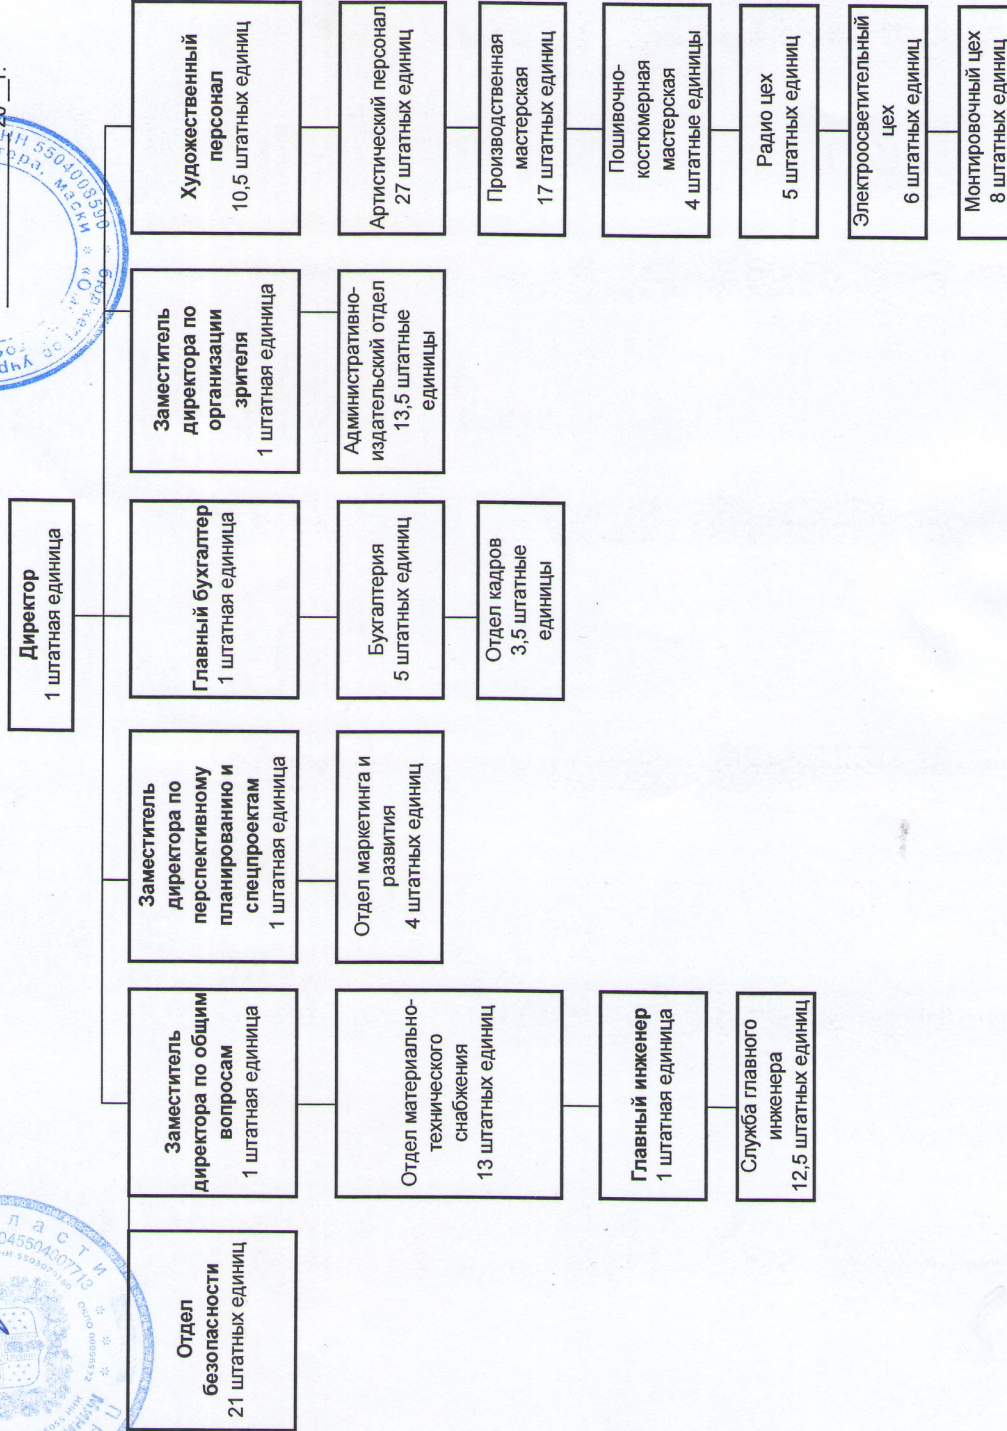 Директор
1 штатная единица
Отдел
безопасности
21 штатных единиц
Заместитель
директора по общим
вопросам
1 штатная единица
Заместитель
директора по
перспективному
планированию и
спецпроектам
1 штатная единица
Главный бухгалтер
1 штатная единица
Заместитель
директора по
организации
зрителя
1 штатная единица
Художественный
персонал
10,5 штатных единиц
Отдел материально-
технического
снабжения
13 штатных единиц
Отдел маркетинга и
развития
4 штатных единиц
Бухгалтерия
5 штатных единиц
Административно-
издательский отдел
13,5 штатные
единицы
Артистический персонал
27 штатных единиц
Отдел кадров
3,5 штатные
единицы
Производственная
мастерская
17 штатных единиц
Главный инженер
1 штатная единица
Пошивочно-
костюмерная
мастерская
4 штатные единицы
Служба главного
инженера
12,5 штатных единиц
Радио цех
5 штатных единиц
Электроосветительный
цех
6 штатных единиц
Монтировочный цех
8 штатных единиц